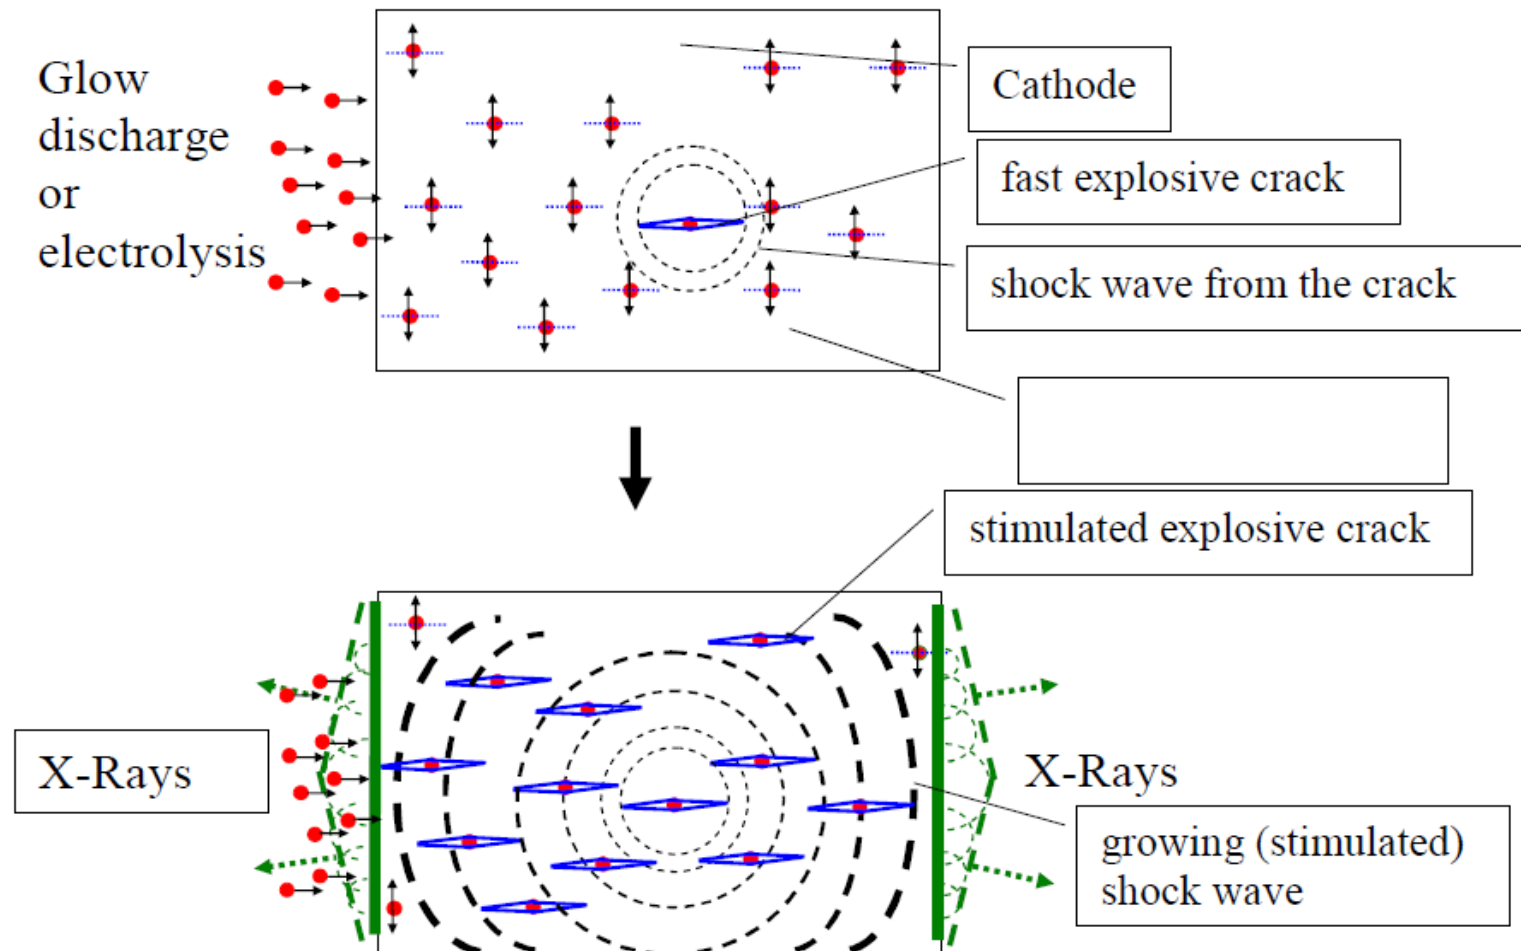 Glow
discharge
or
electrolysis
Cathode
fast explosive crack
shock wave from the crack
stimulated explosive crack
X-Rays
X-Rays
growing (stimulated)
shock wave